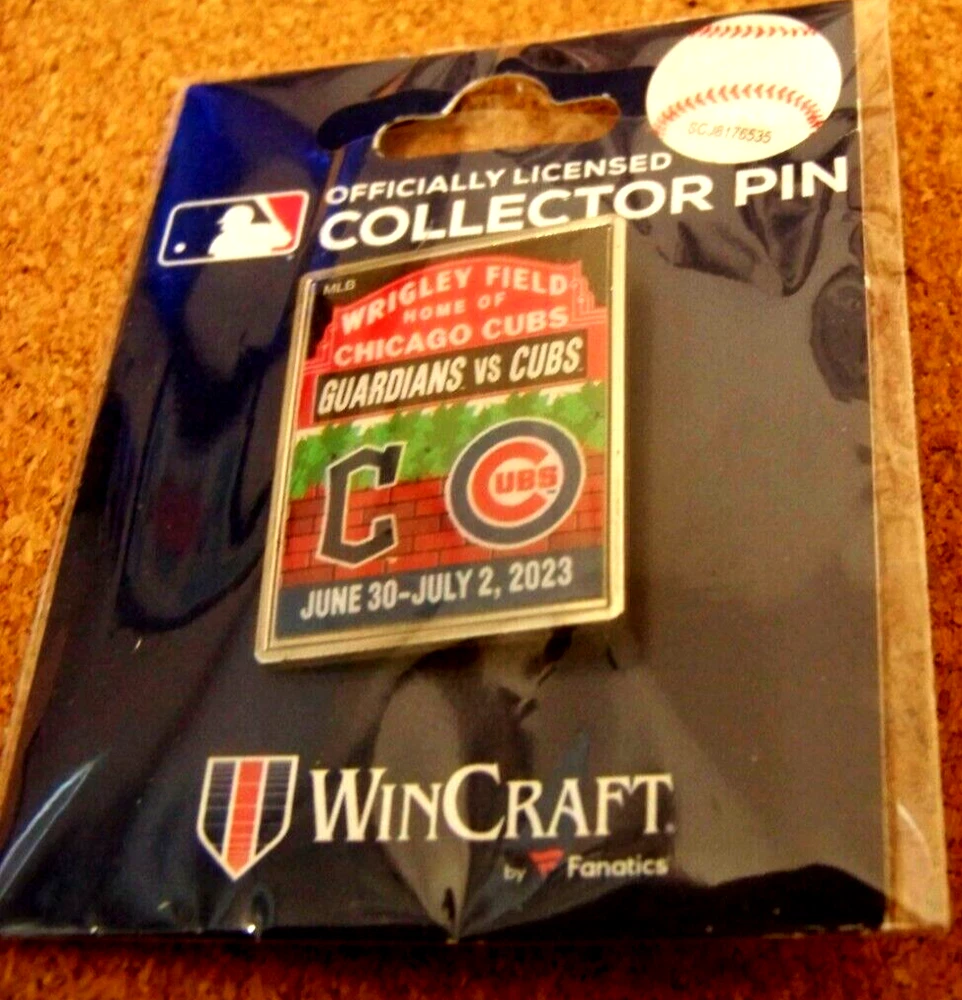 SCJB176535
OFFICIALLY LICENSED
COLLECTOR PIN
MLB
WRIGLEY FIELD
HOME OF
CHICAGO CUBS
GUARDIANS VS CUBS
C
CUBS
JUNE 30-JULY 2, 2023
WINCRAFT
by Fanatics